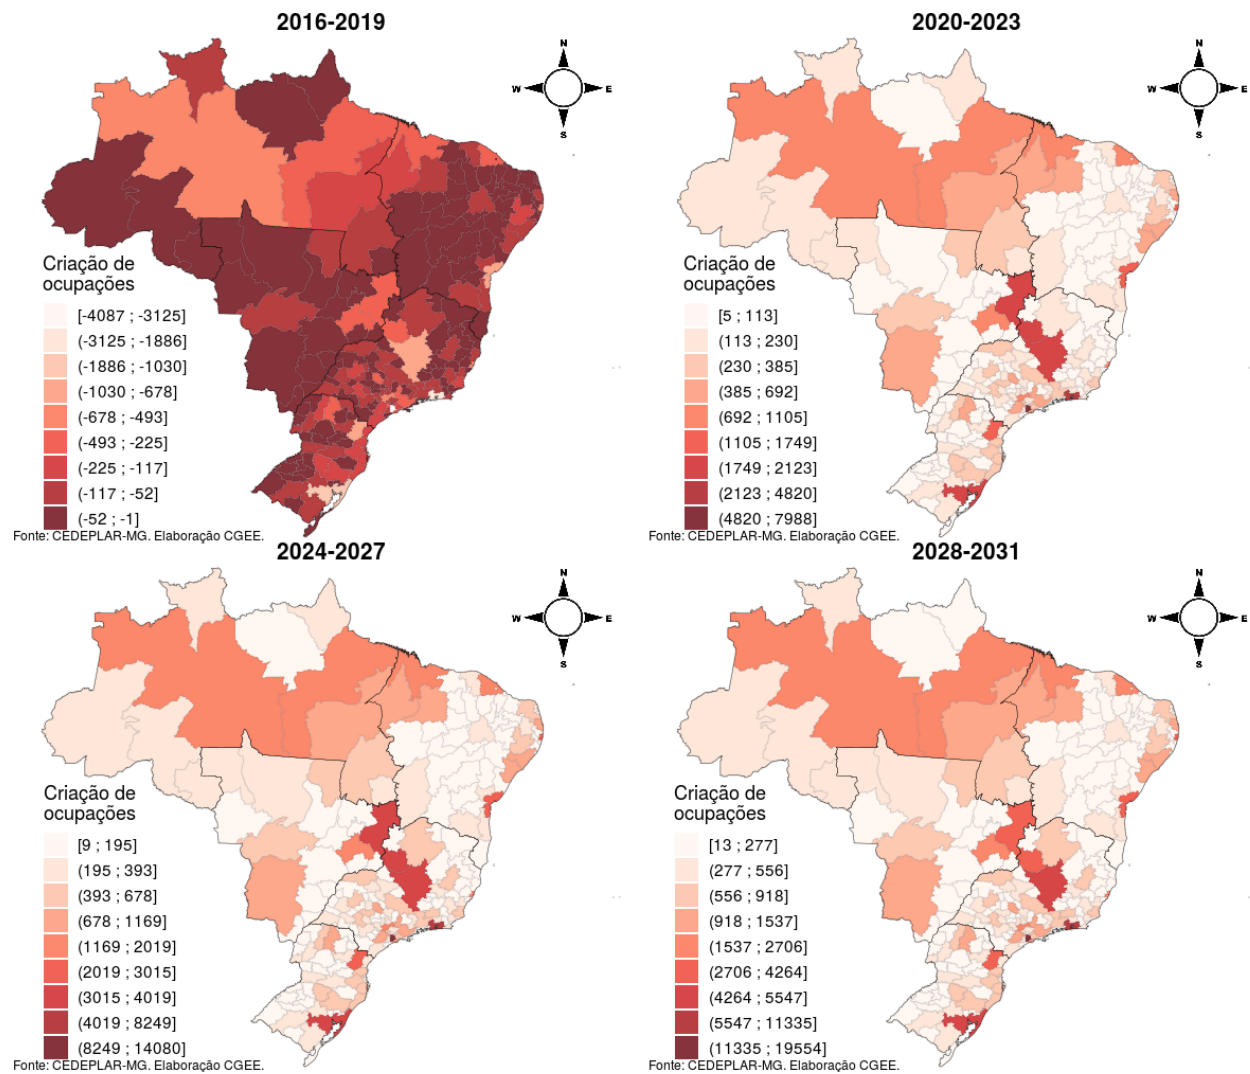 2016-2019
N
W
E
S
Criação de
ocupações
[-4087 ; -3125]
(-3125 ; -1886]
(-1886 ; -1030]
(-1030 ; -678]
(-678 ; -493]
(-493 ; -225]
(-225 ; -117]
(-117 ; -52]
(-52 ; -1]
Fonte: CEDEPLAR-MG. Elaboração CGEE.
2020-2023
N
W
E
S
Criação de
ocupações
[5 ; 113]
(113 ; 230]
(230 ; 385]
(385 ; 692]
(692 ; 1105]
(1105 ; 1749]
(1749 ; 2123]
(2123 ; 4820]
(4820 ; 7988]
Fonte: CEDEPLAR-MG. Elaboração CGEE.
2024-2027
N
W
E
S
Criação de
ocupações
[9 ; 195]
(195 ; 393]
(393 ; 678]
(678 ; 1169]
(1169 ; 2019]
(2019 ; 3015]
(3015 ; 4019]
(4019 ; 8249]
(8249 ; 14080]
Fonte: CEDEPLAR-MG. Elaboração CGEE.
2028-2031
N
W
E
S
Criação de
ocupações
[13 ; 277]
(277 ; 556]
(556 ; 918]
(918 ; 1537]
(1537 ; 2706]
(2706 ; 4264]
(4264 ; 5547]
(5547 ; 11335]
(11335 ; 19554]
Fonte: CEDEPLAR-MG. Elaboração CGEE.